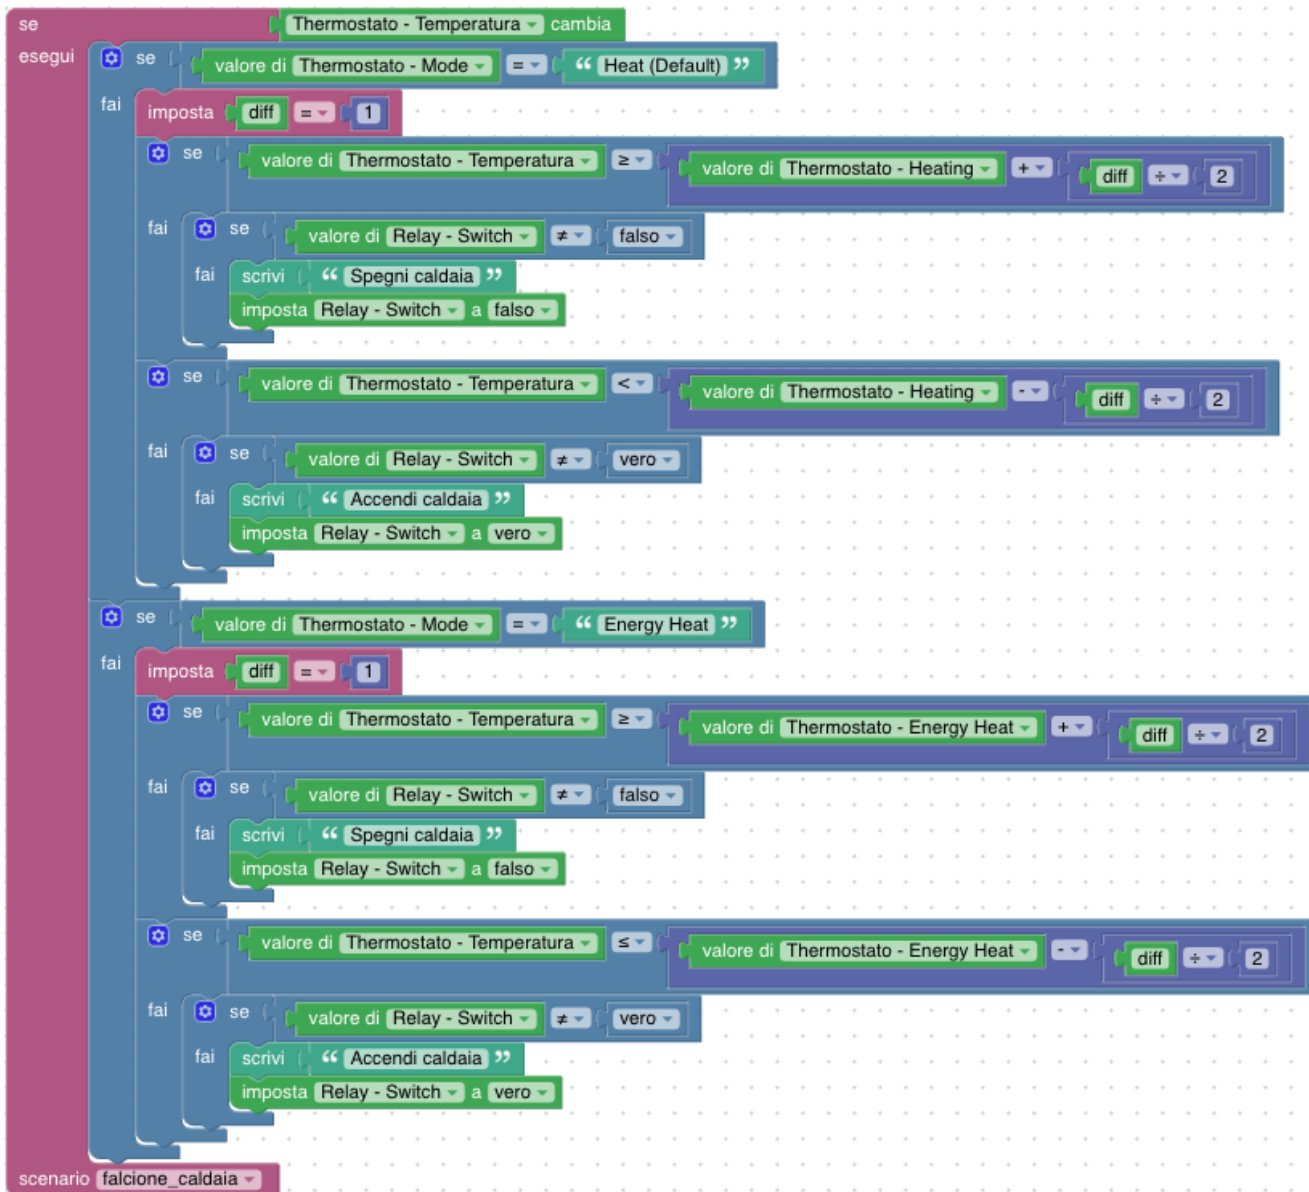 se Thermostato - Temperatura cambia
esegui se valore di Thermostato - Mode = “ Heat (Default) ”
fai imposta diff = 1
se valore di Thermostato - Temperatura ≥ valore di Thermostato - Heating + diff ÷ 2
fai se valore di Relay - Switch ≠ falso
fai scrivi “ Spegni caldaia ”
imposta Relay - Switch a falso
se valore di Thermostato - Temperatura < valore di Thermostato - Heating - diff ÷ 2
fai se valore di Relay - Switch ≠ vero
fai scrivi “ Accendi caldaia ”
imposta Relay - Switch a vero
se valore di Thermostato - Mode = “ Energy Heat ”
fai imposta diff = 1
se valore di Thermostato - Temperatura ≥ valore di Thermostato - Energy Heat + diff ÷ 2
fai se valore di Relay - Switch ≠ falso
fai scrivi “ Spegni caldaia ”
imposta Relay - Switch a falso
se valore di Thermostato - Temperatura ≤ valore di Thermostato - Energy Heat - diff ÷ 2
fai se valore di Relay - Switch ≠ vero
fai scrivi “ Accendi caldaia ”
imposta Relay - Switch a vero
scenario falcione_caldaia